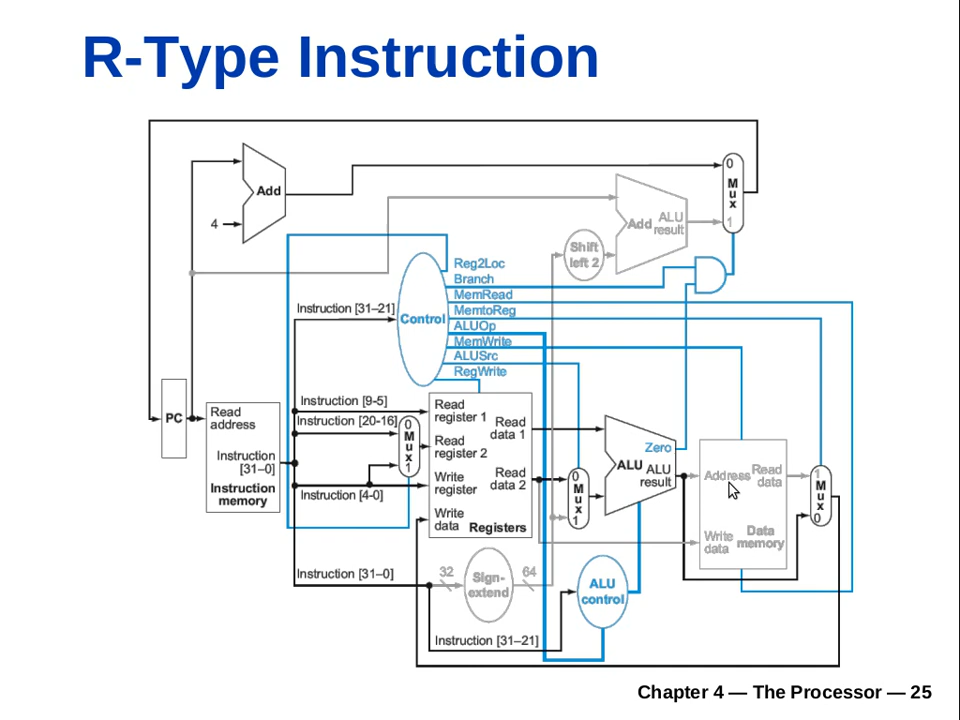 R-Type Instruction
0
M
u
x
1
Add
4
Add
ALU
result
Shift
left 2
Reg2Loc
Branch
MemRead
MemtoReg
ALUOp
MemWrite
ALUSrc
RegWrite
Control
Instruction [31–21]
PC
Read
address
Instruction
[31–0]
Instruction
memory
Instruction [9-5]
Instruction [20-16]
Instruction [4-0]
0
M
u
x
1
Read
register 1
Read
register 2
Write
register
Write
data
Read
data 1
Read
data 2
Registers
0
M
u
x
1
Zero
ALU
ALU
result
Address
Read
data
Write
data
Data
memory
1
M
u
x
0
Instruction [31–0]
32
Sign-
extend
64
ALU
control
Instruction [31–21]
Chapter 4 — The Processor — 25